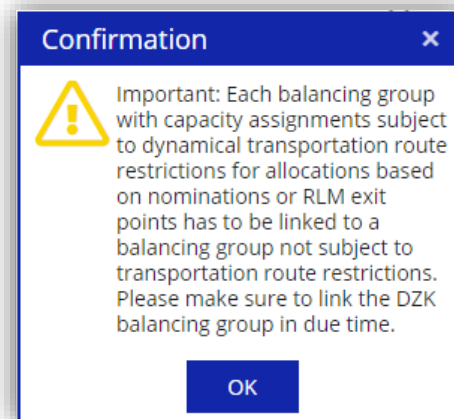 Confirmation ×
Important: Each balancing group
with capacity assignments subject
to dynamical transportation route
restrictions for allocations based
on nominations or RLM exit
points has to be linked to a
balancing group not subject to
transportation route restrictions.
Please make sure to link the DZK
balancing group in due time.
OK